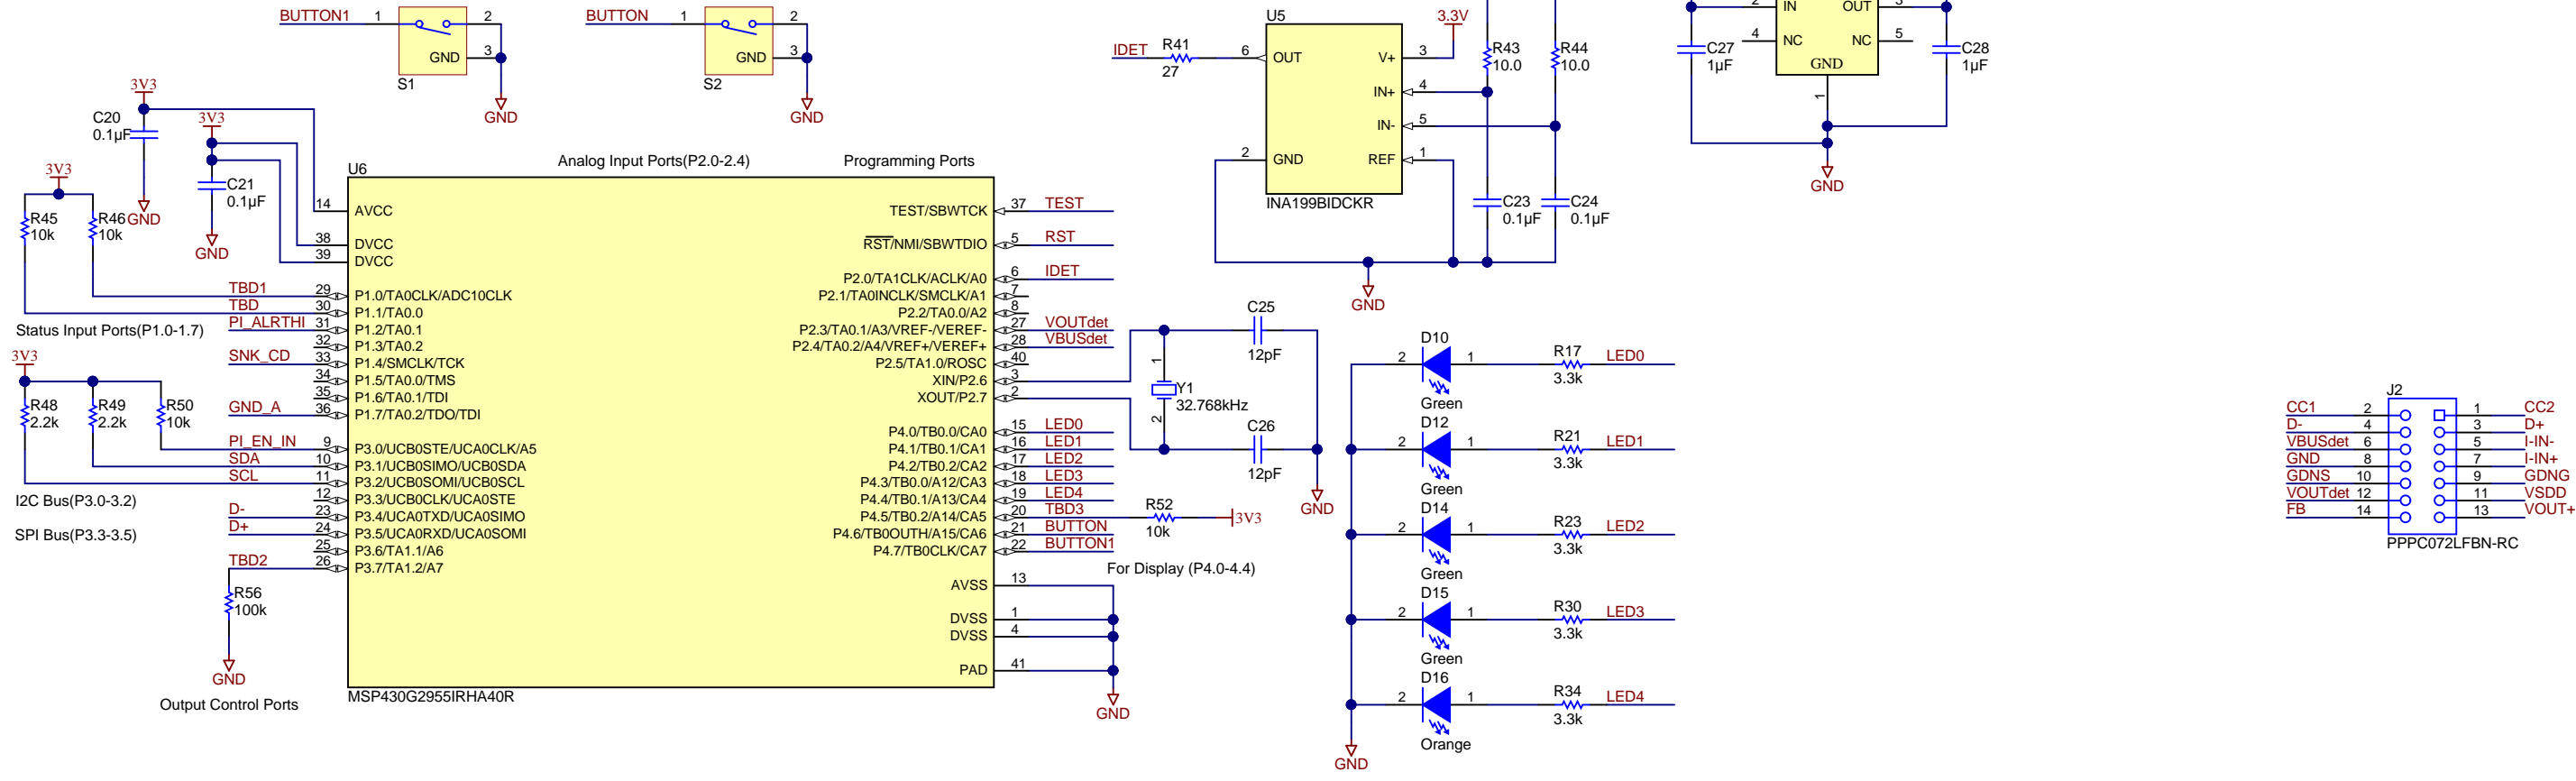 BUTTON1 1 2
GND 3
S1
GND
BUTTON 1 2
GND 3
S2
GND
U5
3.3V
IDET R41 27
6 OUT
V+ 3
IN+ 4
IN- 5
2 GND
REF 1
INA199BIDCKR
R43 10.0
R44 10.0
C23 0.1µF
C24 0.1µF
GND
2 IN OUT
4 NC NC 5
GND
1
C27 1µF
C28 1µF
GND
3V3
C20 0.1µF
GND
3V3
C21 0.1µF
GND
3V3
R45 10k
R46 10k
Analog Input Ports(P2.0-2.4)
Programming Ports
U6
14 AVCC
38 DVCC
39 DVCC
TBD1 29 P1.0/TA0CLK/ADC10CLK
TBD 30 P1.1/TA0.0
PI_ALRTHI 31 P1.2/TA0.1
32 P1.3/TA0.2
SNK_CD 33 P1.4/SMCLK/TCK
34 P1.5/TA0.0/TMS
35 P1.6/TA0.1/TDI
GND_A 36 P1.7/TA0.2/TDO/TDI
PI_EN_IN 9 P3.0/UCB0STE/UCA0CLK/A5
SDA 10 P3.1/UCB0SIMO/UCB0SDA
SCL 11 P3.2/UCB0SOMI/UCB0SCL
12 P3.3/UCB0CLK/UCA0STE
D- 23 P3.4/UCA0TXD/UCA0SIMO
D+ 24 P3.5/UCA0RXD/UCA0SOMI
25 P3.6/TA1.1/A6
TBD2 26 P3.7/TA1.2/A7
Status Input Ports(P1.0-1.7)
3V3
R48 2.2k
R49 2.2k
R50 10k
I2C Bus(P3.0-3.2)
SPI Bus(P3.3-3.5)
R56 100k
GND
Output Control Ports
MSP430G2955IRHA40R
TEST/SBWTCK 37 TEST
RST/NMI/SBWTDIO 5 RST
P2.0/TA1CLK/ACLK/A0 6 IDET
P2.1/TA0INCLK/SMCLK/A1 7
P2.2/TA0.0/A2 8
P2.3/TA0.1/A3/VREF-/VEREF- 27 VOUTdet
P2.4/TA0.2/A4/VREF+/VEREF+ 28 VBUSdet
P2.5/TA1.0/ROSC 40
XIN/P2.6 3
XOUT/P2.7 2
P4.0/TB0.0/CA0 15 LED0
P4.1/TB0.1/CA1 16 LED1
P4.2/TB0.2/CA2 17 LED2
P4.3/TB0.0/A12/CA3 18 LED3
P4.4/TB0.1/A13/CA4 19 LED4
P4.5/TB0.2/A14/CA5 20 TBD3
P4.6/TB0OUTH/A15/CA6 21 BUTTON
P4.7/TB0CLK/CA7 22 BUTTON1
AVSS 13
DVSS 1
DVSS 4
PAD 41
GND
R52 10k 3V3
For Display (P4.0-4.4)
C25 12pF
1 Y1 2
32.768kHz
C26 12pF
GND
D10 2 1 Green R17 3.3k LED0
D12 2 1 Green R21 3.3k LED1
D14 2 1 Green R23 3.3k LED2
D15 2 1 Green R30 3.3k LED3
D16 2 1 Orange R34 3.3k LED4
GND
J2
CC1 2 1 CC2
D- 4 3 D+
VBUSdet 6 5 I-IN-
GND 8 7 I-IN+
GDNS 10 9 GDNG
VOUTdet 12 11 VSDD
FB 14 13 VOUT+
PPPC072LFBN-RC